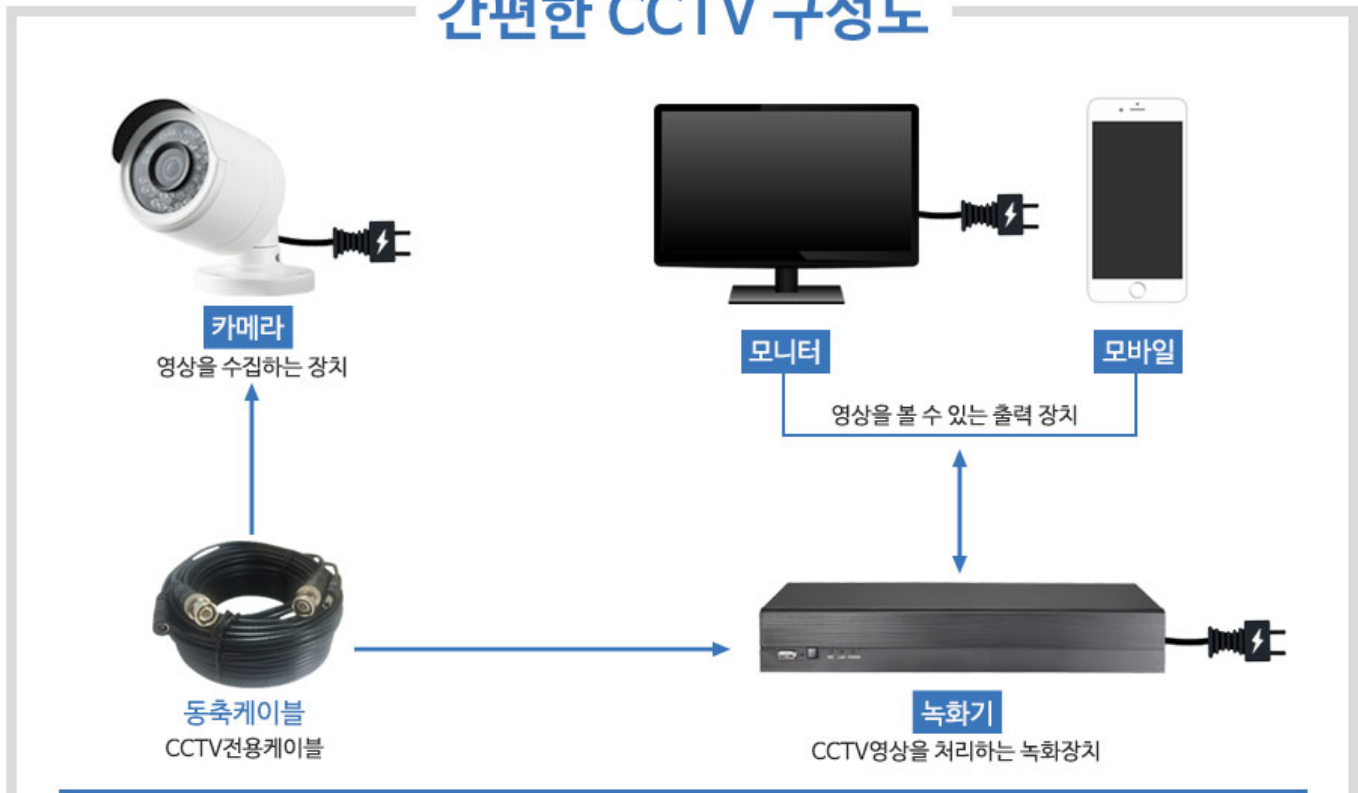 간편한 CCTV 구성도
카메라
영상을 수집하는 장치
모니터
모바일
영상을 볼 수 있는 출력 장치
동축케이블
CCTV전용케이블
녹화기
CCTV영상을 처리하는 녹화장치